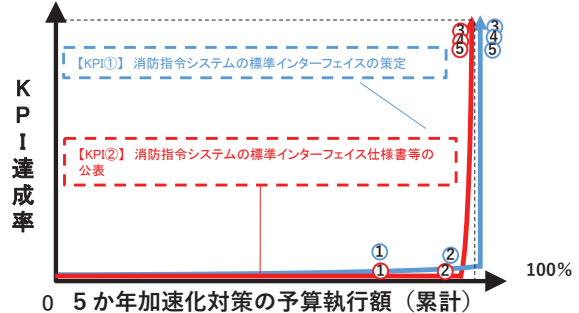 ③ ③
④ ④
⑤ ⑤
【KPI①】 消防指令システムの標準インターフェイスの策定
KPI達成率
【KPI②】 消防指令システムの標準インターフェイス仕様書等の
公表
① ②
① ②
100%
0 5か年加速化対策の予算執行額（累計）